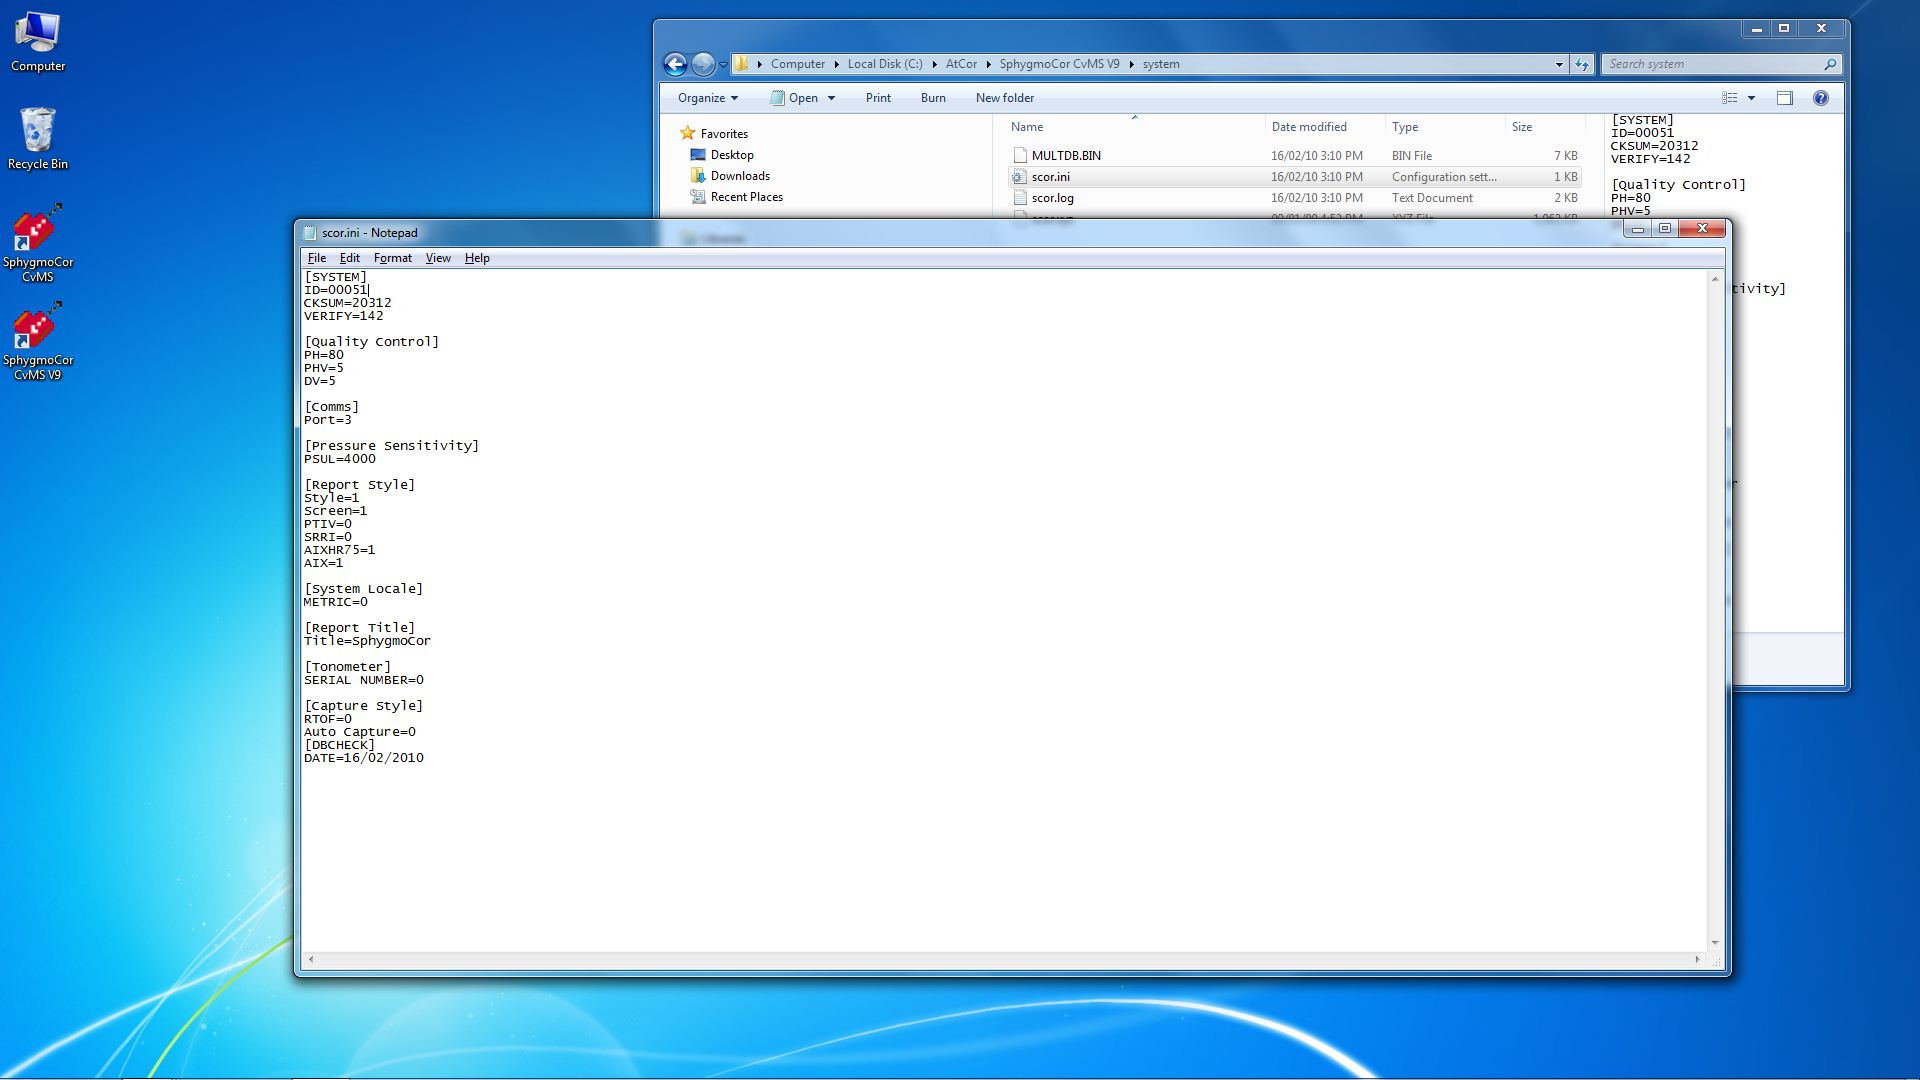 Computer
Recycle Bin
SphygmoCor
CvMS
SphygmoCor
CvMS V9
Computer
Local Disk (C:)
AtCor
SphygmoCor CvMS V9
system
Search system
Organize
Open
Print
Burn
New folder
Favorites
Desktop
Downloads
Recent Places
Name
Date modified
Type
Size
MULTDB.BIN
16/02/10 3:10 PM
BIN File
7 KB
scor.ini
16/02/10 3:10 PM
Configuration sett...
1 KB
scor.log
16/02/10 3:10 PM
Text Document
2 KB
[SYSTEM]
ID=00051
CKSUM=20312
VERIFY=142
[Quality Control]
PH=80
PHV=5
tivity]
scor.ini - Notepad
File Edit Format View Help
[SYSTEM]
ID=00051
CKSUM=20312
VERIFY=142
[Quality Control]
PH=80
PHV=5
DV=5
[Comms]
Port=3
[Pressure Sensitivity]
PSUL=4000
[Report Style]
Style=1
Screen=1
PTIV=0
SRRI=0
AIXHR75=1
AIX=1
[System Locale]
METRIC=0
[Report Title]
Title=SphygmoCor
[Tonometer]
SERIAL NUMBER=0
[Capture Style]
RTOF=0
Auto Capture=0
[DBCHECK]
DATE=16/02/2010